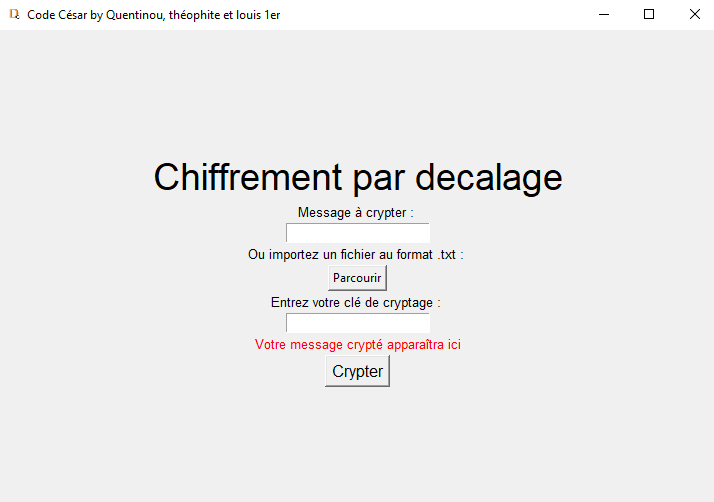 Code César by Quentinou, théophite et louis 1er
Chiffrement par decalage
Message à crypter :
Ou importez un fichier au format .txt :
Parcourir
Entrez votre clé de cryptage :
Votre message crypté apparaîtra ici
Crypter